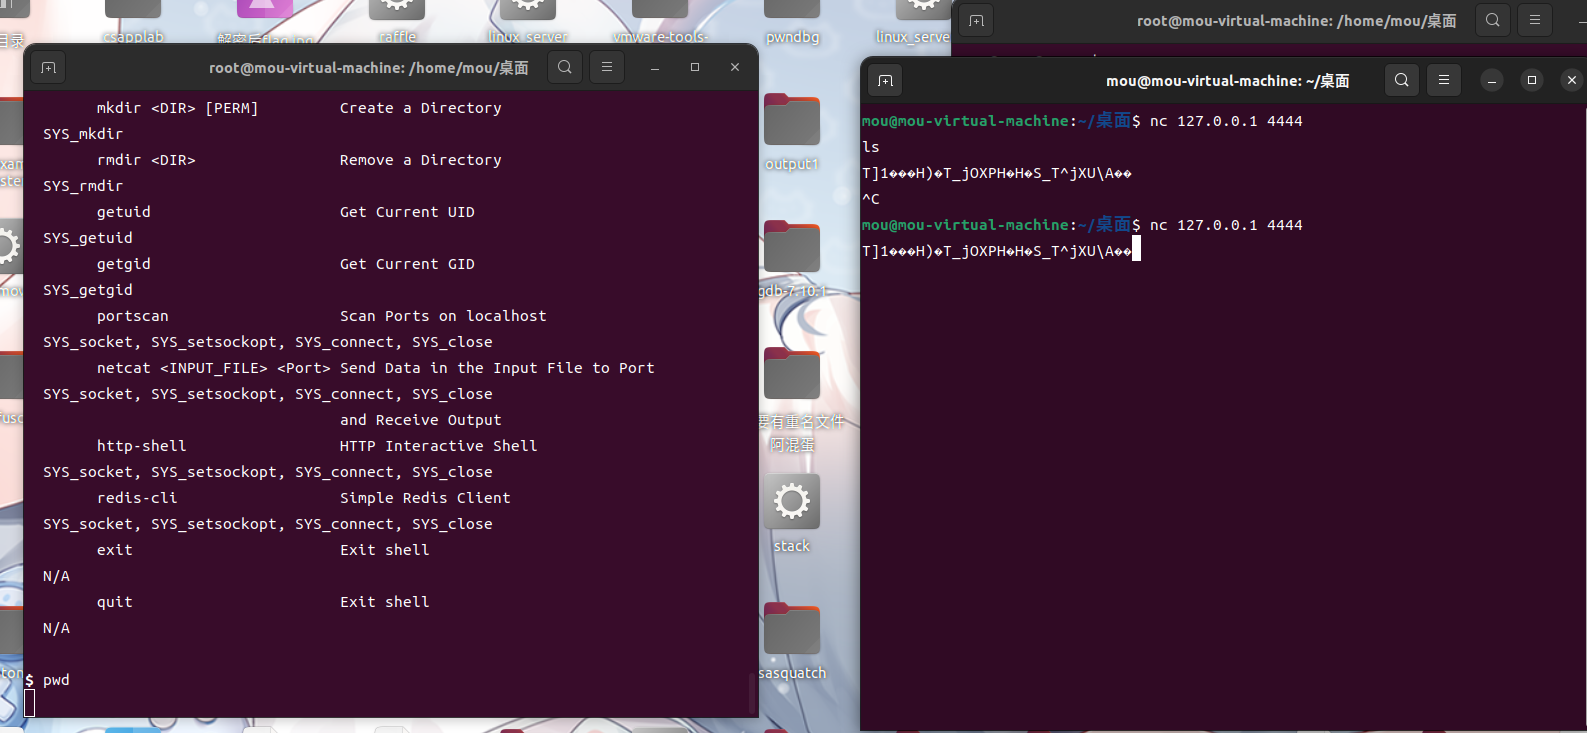 目录
csapplab
解密后flag.jpg
raffle
linux_server
vmware-tools-
pwndbg
linux_serve
root@mou-virtual-machine: /home/mou/桌面
root@mou-virtual-machine: /home/mou/桌面
mkdir <DIR> [PERM] Create a Directory
SYS_mkdir
rmdir <DIR> Remove a Directory
SYS_rmdir
getuid Get Current UID
SYS_getuid
getgid Get Current GID
SYS_getgid
portscan Scan Ports on localhost
SYS_socket, SYS_setsockopt, SYS_connect, SYS_close
netcat <INPUT_FILE> <Port> Send Data in the Input File to Port
SYS_socket, SYS_setsockopt, SYS_connect, SYS_close
and Receive Output
http-shell HTTP Interactive Shell
SYS_socket, SYS_setsockopt, SYS_connect, SYS_close
redis-cli Simple Redis Client
SYS_socket, SYS_setsockopt, SYS_connect, SYS_close
exit Exit shell
N/A
quit Exit shell
N/A
$ pwd
output1
gdb-7.10.1
要有重名文件
阿混蛋
stack
sasquatch
mou@mou-virtual-machine: ~/桌面
mou@mou-virtual-machine:~/桌面$ nc 127.0.0.1 4444
ls
T]1���H)�T_jOXPH�H�S_T^jXU\A��
^C
mou@mou-virtual-machine:~/桌面$ nc 127.0.0.1 4444
T]1���H)�T_jOXPH�H�S_T^jXU\A��